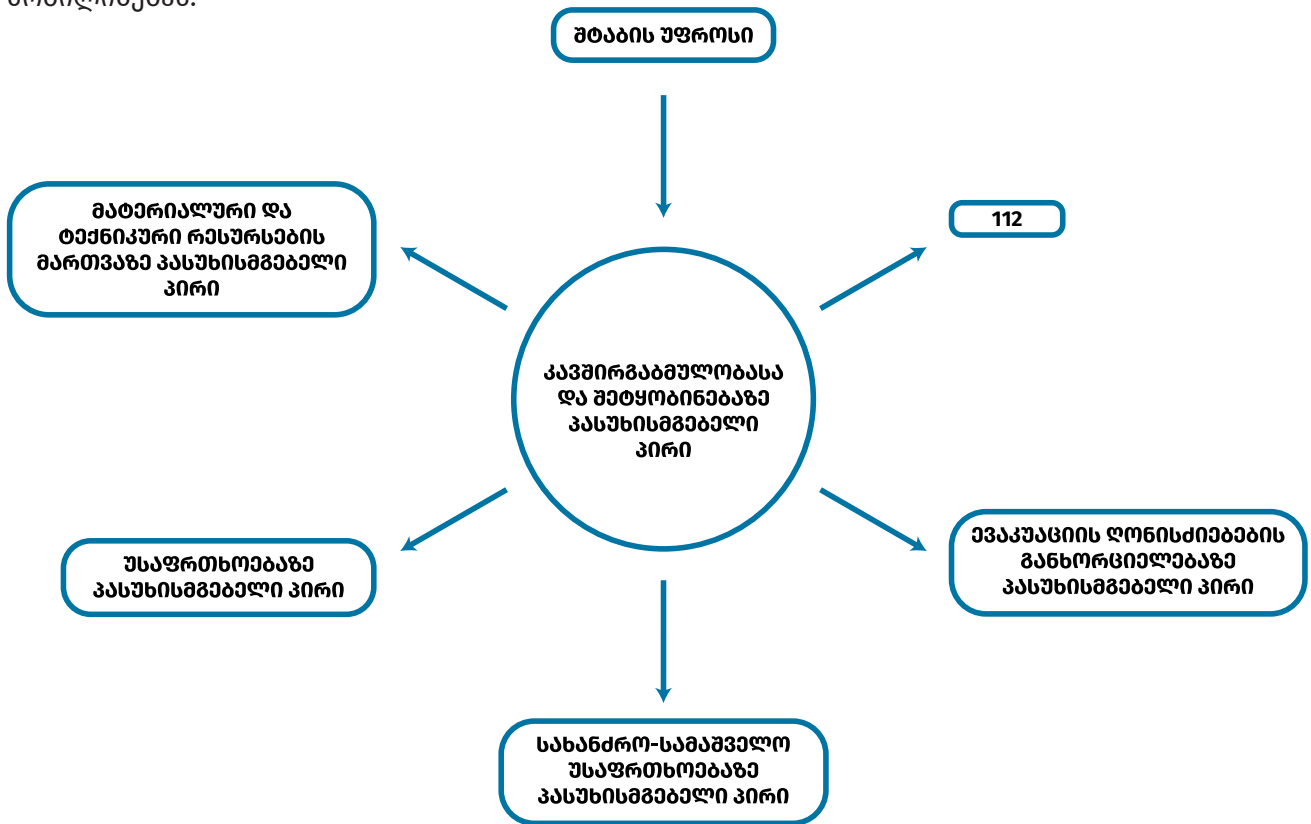 შტაბის უფროსი
მატერიალური და
ტექნიკური რესურსების
მართვაზე პასუხისმგებელი
პირი
112
კავშირგაბმულობასა
და შეტყობინებაზე
პასუხისმგებელი
პირი
უსაფრთხოებაზე
პასუხისმგებელი პირი
ევაკუაციის ღონისძიებების
განხორციელებაზე
პასუხისმგებელი პირი
სახანძრო-სამაშველო
უსაფრთხოებაზე
პასუხისმგებელი პირი